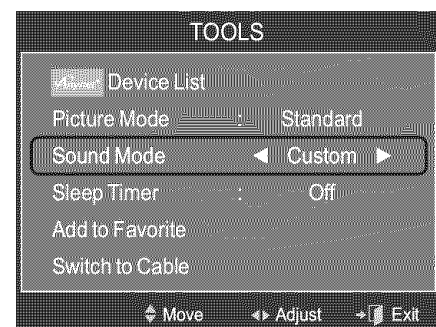 TOOLS
Device List
Picture Mode : Standard
Sound Mode ◄ Custom ►
Sleep Timer : Off
Add to Favorite
Switch to Cable
Move Adjust Exit